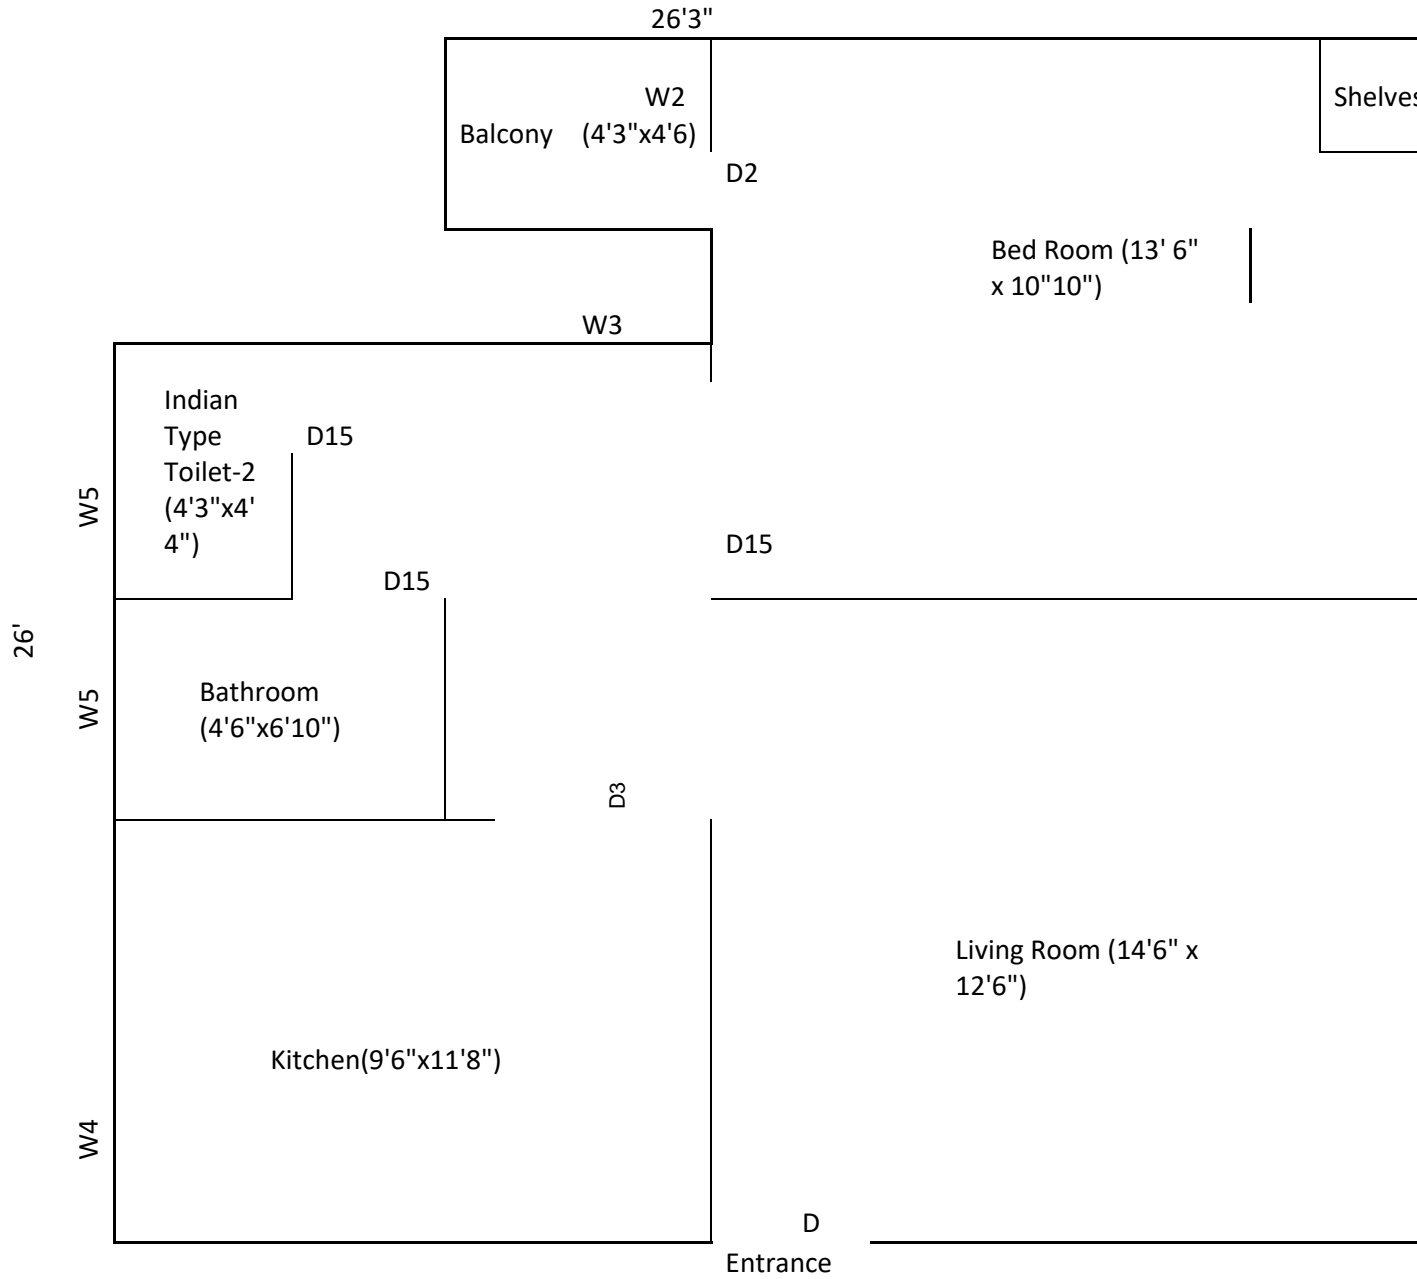 26'3"
W2
Shelves
Balcony (4'3"x4'6)
D2
Bed Room (13' 6"
x 10"10")
W3
Indian
Type
Toilet-2
(4'3"x4'
4")
D15
W5
D15
D15
26'
W5
Bathroom
(4'6"x6'10")
D3
Living Room (14'6" x
12'6")
Kitchen(9'6"x11'8")
W4
D
Entrance